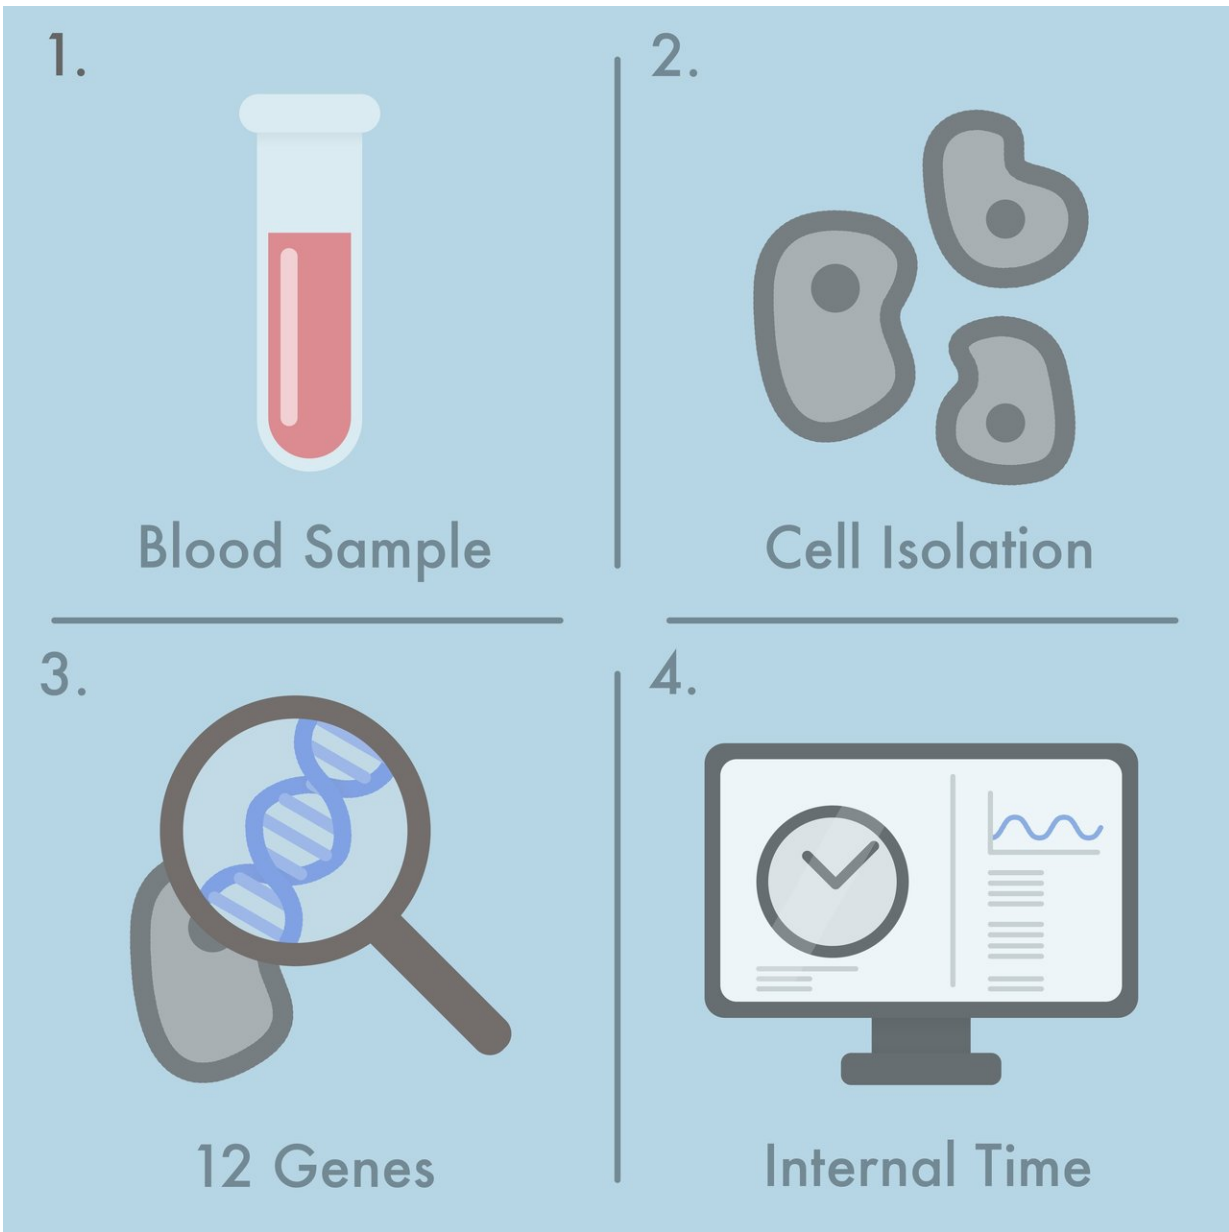 1.
Blood Sample
2.
Cell Isolation
3.
12 Genes
4.
Internal Time